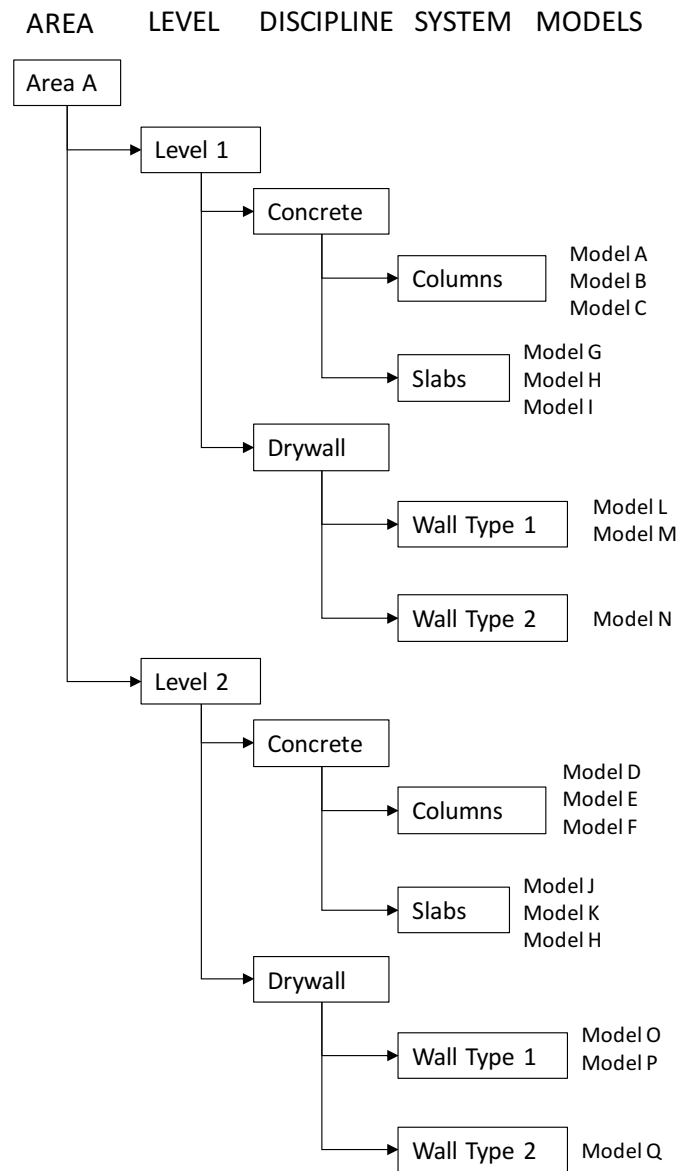 AREA LEVEL DISCIPLINE SYSTEM MODELS
Area A
Level 1
Concrete
Columns
Model A
Model B
Model C
Slabs
Model G
Model H
Model I
Drywall
Wall Type 1
Model L
Model M
Wall Type 2
Model N
Level 2
Concrete
Columns
Model D
Model E
Model F
Slabs
Model J
Model K
Model H
Drywall
Wall Type 1
Model O
Model P
Wall Type 2
Model Q